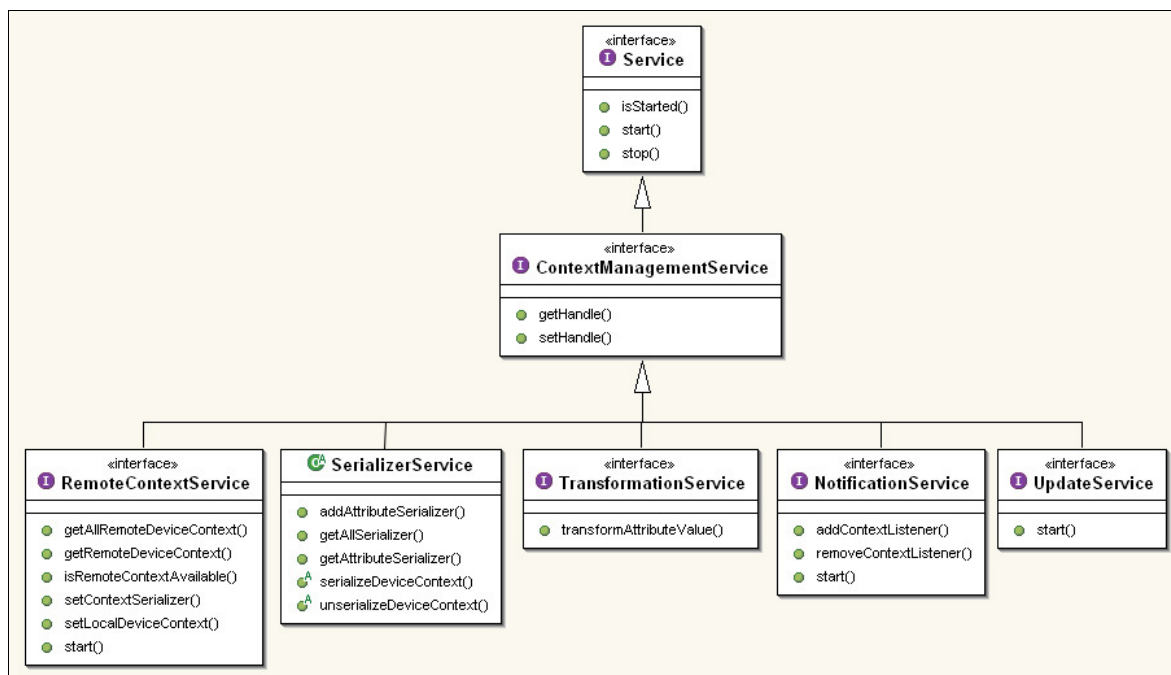 «interface»
I Service
isStarted()
start()
stop()
«interface»
I ContextManagementService
getHandle()
setHandle()
«interface»
I RemoteContextService
getAllRemoteDeviceContext()
getRemoteDeviceContext()
isRemoteContextAvailable()
setContextSerializer()
setLocalDeviceContext()
start()
C A SerializerService
addAttributeSerializer()
getAllSerializer()
getAttributeSerializer()
A serializeDeviceContext()
A unserializeDeviceContext()
«interface»
I TransformationService
transformAttributeValue()
«interface»
I NotificationService
addContextListener()
removeContextListener()
start()
«interface»
I UpdateService
start()